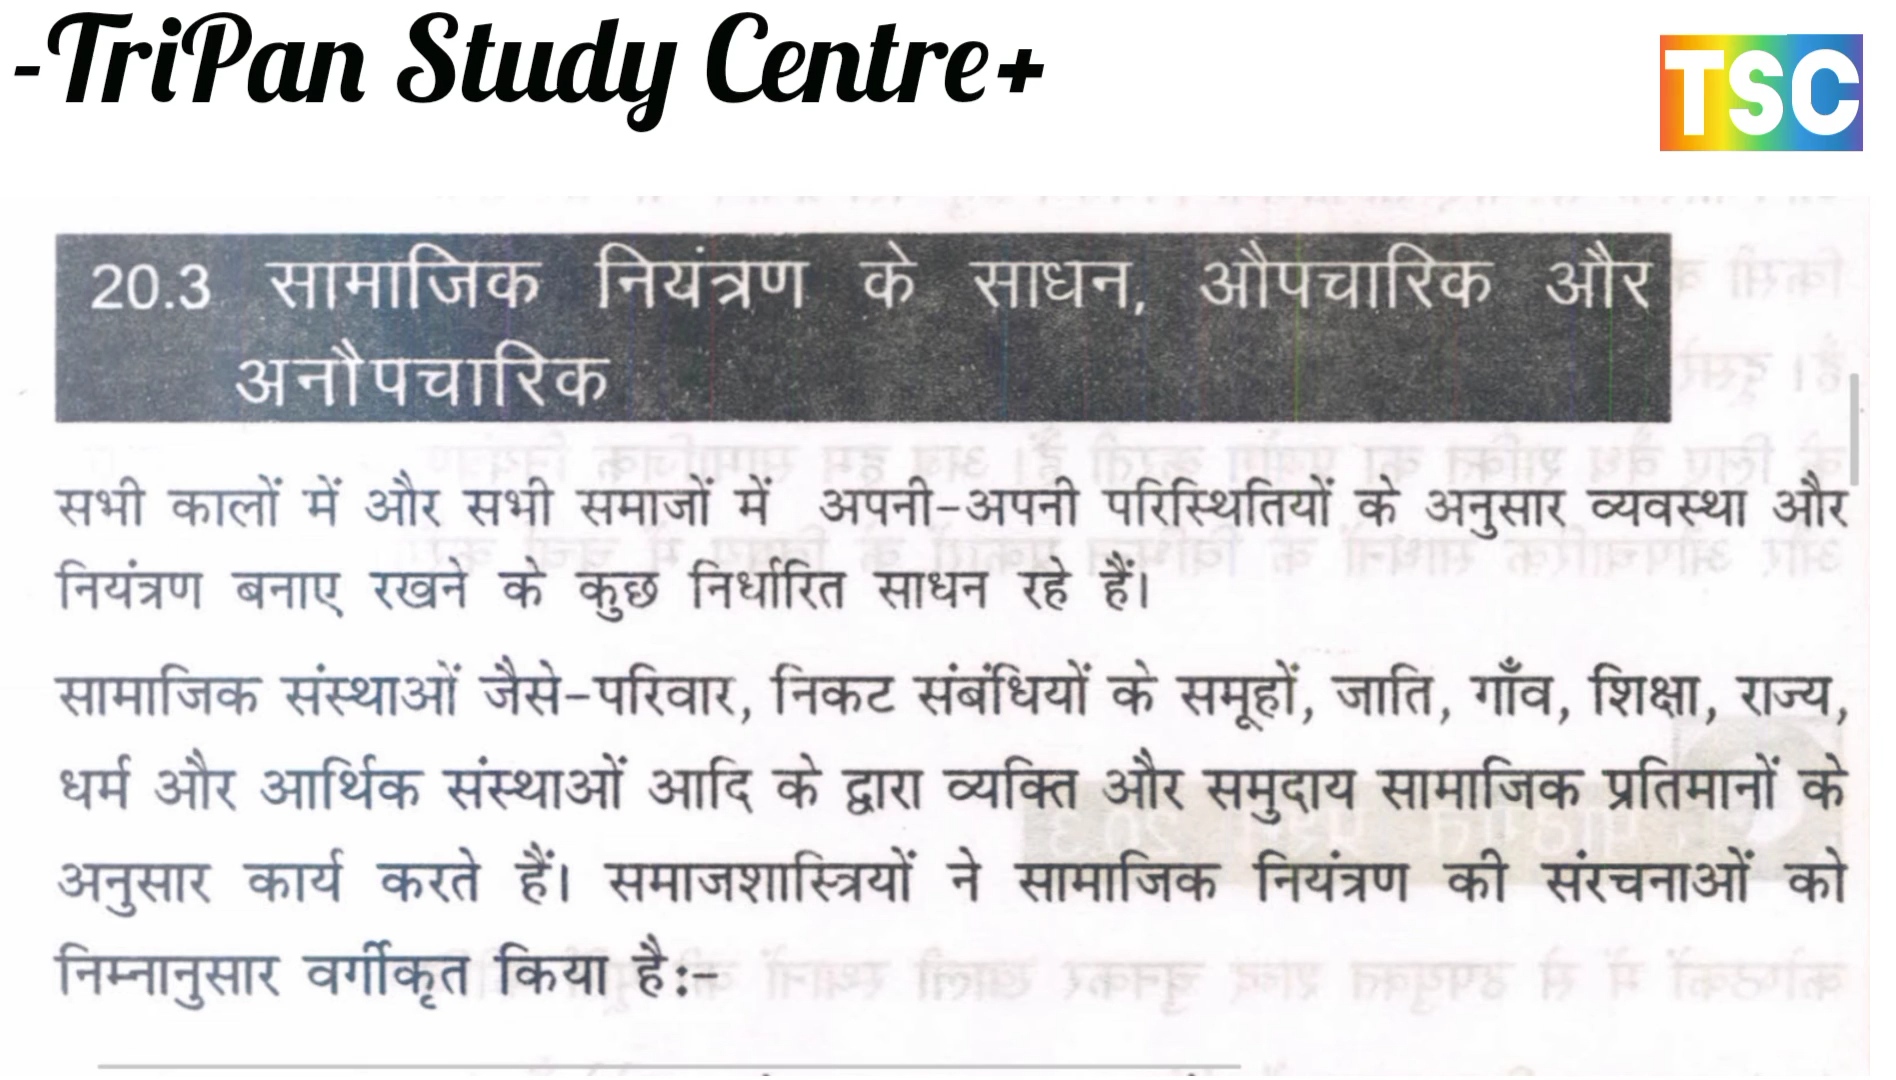 -TriPan Study Centre+
TSC
20.3 सामाजिक नियंत्रण के साधन, औपचारिक और
अनौपचारिक
सभी कालों में और सभी समाजों में अपनी-अपनी परिस्थितियों के अनुसार व्यवस्था और
नियंत्रण बनाए रखने के कुछ निर्धारित साधन रहे हैं।
सामाजिक संस्थाओं जैसे-परिवार, निकट संबंधियों के समूहों, जाति, गाँव, शिक्षा, राज्य,
धर्म और आर्थिक संस्थाओं आदि के द्वारा व्यक्ति और समुदाय सामाजिक प्रतिमानों के
अनुसार कार्य करते हैं। समाजशास्त्रियों ने सामाजिक नियंत्रण की संरचनाओं को
निम्नानुसार वर्गीकृत किया है:-